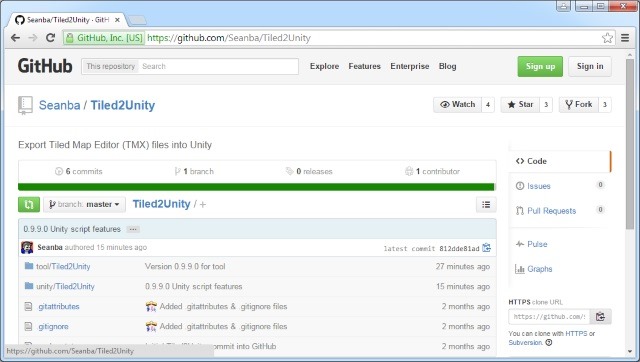 Seanba/Tiled2Unity · GitH
GitHub, Inc. [US] https://github.com/Seanba/Tiled2Unity
GitHub This repository Search Explore Features Enterprise Blog Sign up Sign in
Seanba / Tiled2Unity Watch 4 Star 3 Fork 3
Export Tiled Map Editor (TMX) files into Unity
6 commits 1 branch 0 releases 1 contributor
Code
Issues 0
Pull Requests 0
Pulse
Graphs
HTTPS clone URL
https://github.com/
You can clone with HTTPS or
Subversion.
branch: master Tiled2Unity / +
0.9.9.0 Unity script features ...
Seanba authored 15 minutes ago latest commit 812dde81ad
tool/Tiled2Unity Version 0.9.9.0 for tool 27 minutes ago
unity/Tiled2Unity 0.9.9.0 Unity script features 15 minutes ago
.gitattributes Added .gitattributes & .gitignore files 2 months ago
.gitignore Added .gitattributes & .gitignore files 2 months ago
commit into GitHub 2 months ago
https://github.com/Seanba/Tiled2Unity